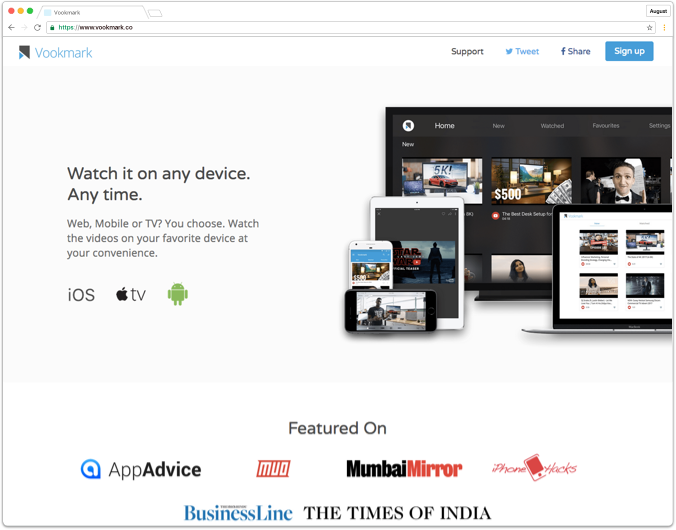 Vookmark
August
https://www.vookmark.co
Vookmark
Support
Tweet
Share
Sign up
Watch it on any device.
Any time.
Web, Mobile or TV? You choose. Watch
the videos on your favorite device at
your convenience.
iOS
tv
Home
New
Watched
Favourites
Settings
New
5K!
$500
The Best Desk Setup for
Featured On
AppAdvice
MUO
MumbaiMirror
iPhone Hacks
BusinessLine
THE TIMES OF INDIA